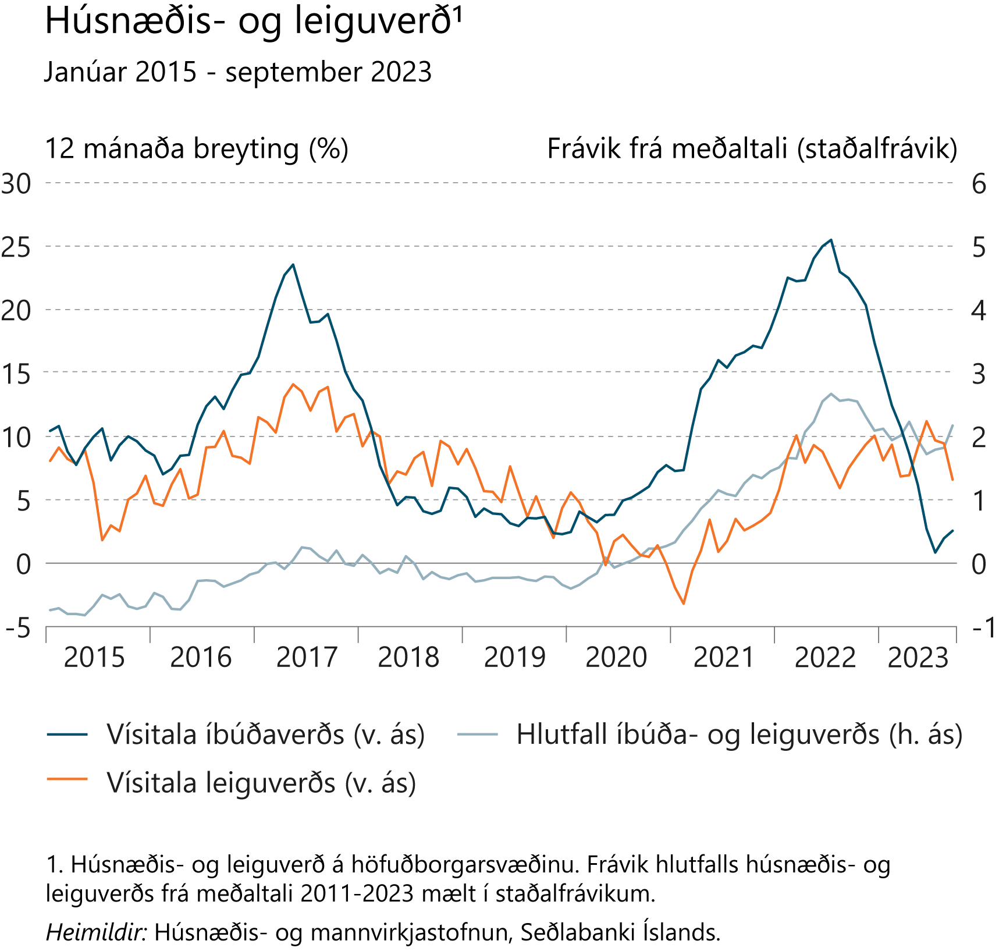 Húsnæðis- og leiguverð¹
Janúar 2015 - september 2023
12 mánaða breyting (%)
Frávik frá meðaltali (staðalfrávik)
30
6
25
5
20
4
15
3
10
2
5
1
0
0
-5
-1
2015
2016
2017
2018
2019
2020
2021
2022
2023
Vísitala íbúðaverðs (v. ás)
Hlutfall íbúða- og leiguverðs (h. ás)
Vísitala leiguverðs (v. ás)
1. Húsnæðis- og leiguverð á höfuðborgarsvæðinu. Frávik hlutfalls húsnæðis- og
leiguverðs frá meðaltali 2011-2023 mælt í staðalfrávikum.
Heimildir: Húsnæðis- og mannvirkjastofnun, Seðlabanki Íslands.